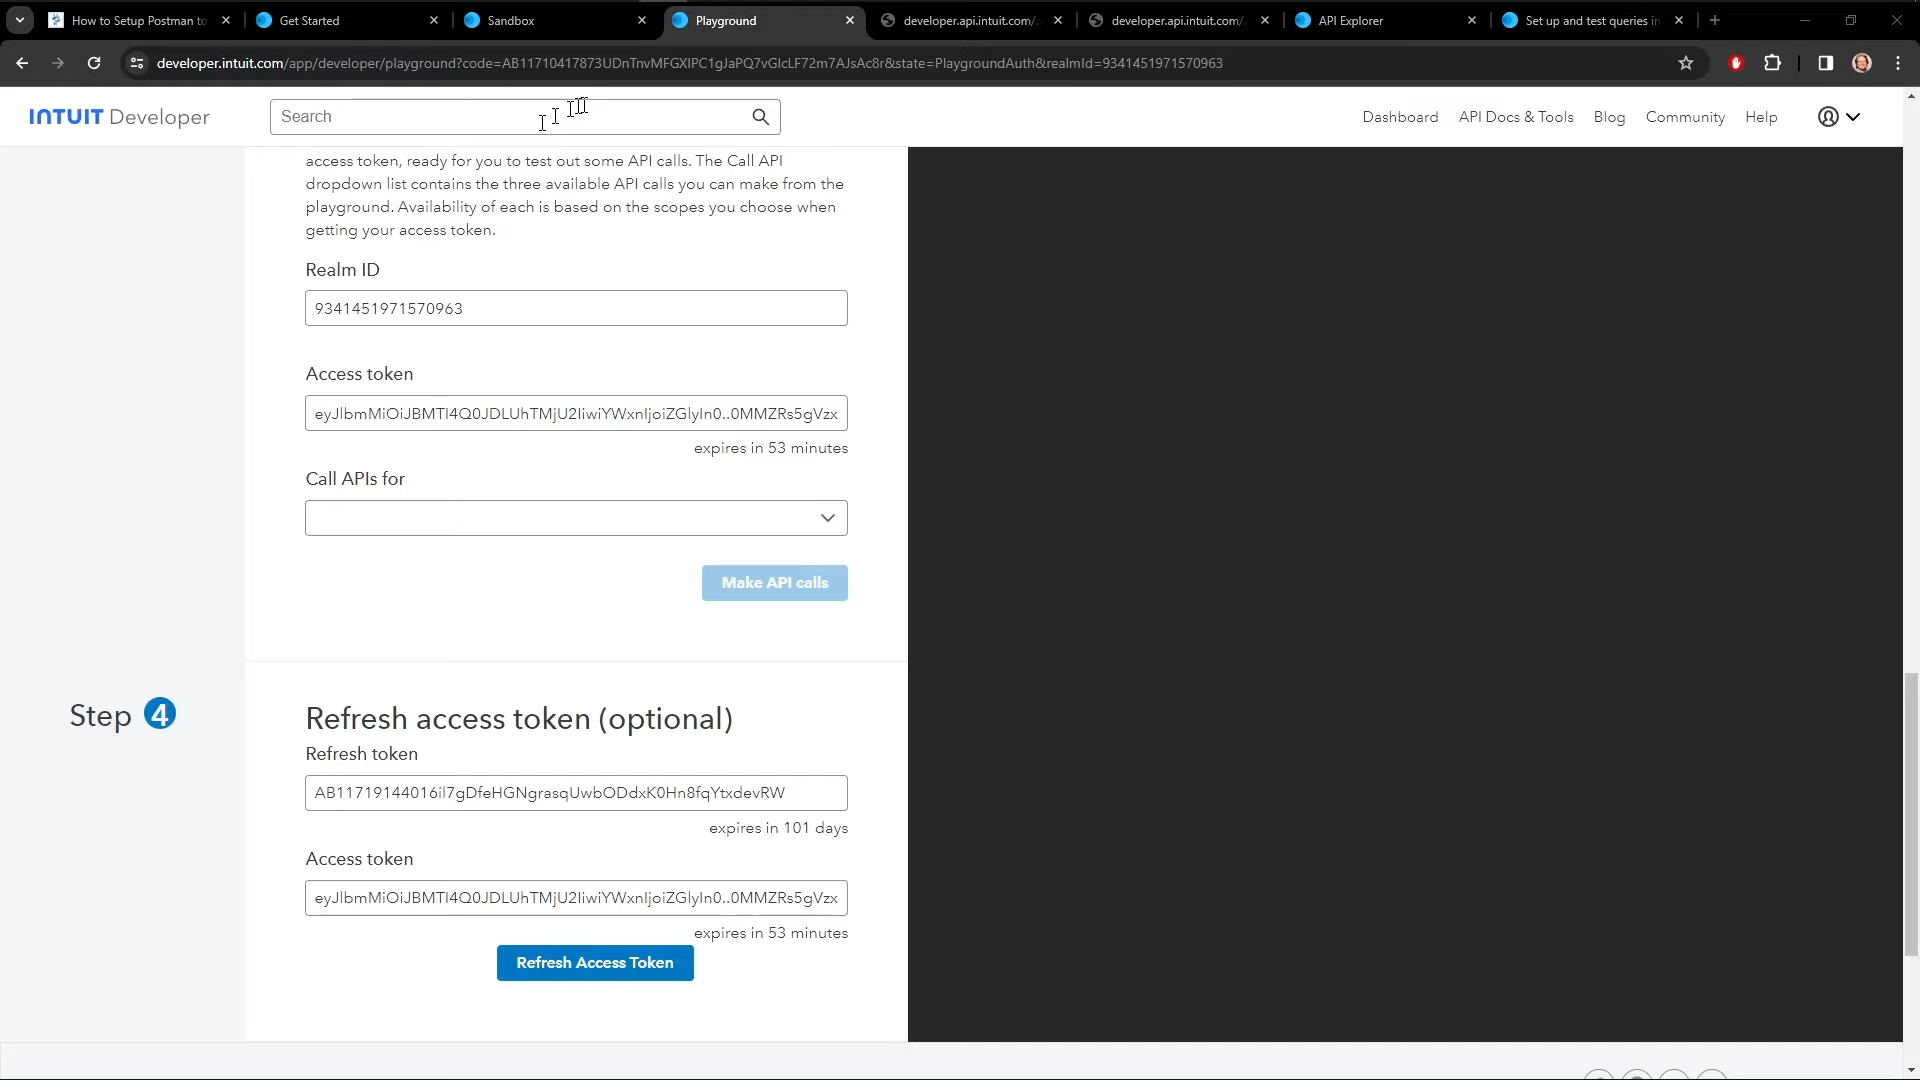 How to Setup Postman to
Get Started
Sandbox
Playground
developer.api.intuit.com/.
developer.api.intuit.com/.
API Explorer
Set up and test queries in
developer.intuit.com/app/developer/playground?code=AB11710417873UDnTnvMFGXIPC1gJaPQ7vGIcLF72m7AJsAc8r&state=PlaygroundAuth&realmId=9341451971570963
INTUIT Developer
Search
Dashboard
API Docs & Tools
Blog
Community
Help
access token, ready for you to test out some API calls. The Call API
dropdown list contains the three available API calls you can make from the
playground. Availability of each is based on the scopes you choose when
getting your access token.
Realm ID
9341451971570963
Access token
eyJlbmMiOiJBMTI4Q0JDLUhTMjU2IiwiYWxnIjoiZGlyIn0..0MMZRs5gVzx
expires in 53 minutes
Call APIs for
Make API calls
Step 4
Refresh access token (optional)
Refresh token
AB11719144016il7gDfeHGNgrasqUwbODdxK0Hn8fqYtxdevRW
expires in 101 days
Access token
eyJlbmMiOiJBMTI4Q0JDLUhTMjU2IiwiYWxnIjoiZGlyIn0..0MMZRs5gVzx
expires in 53 minutes
Refresh Access Token